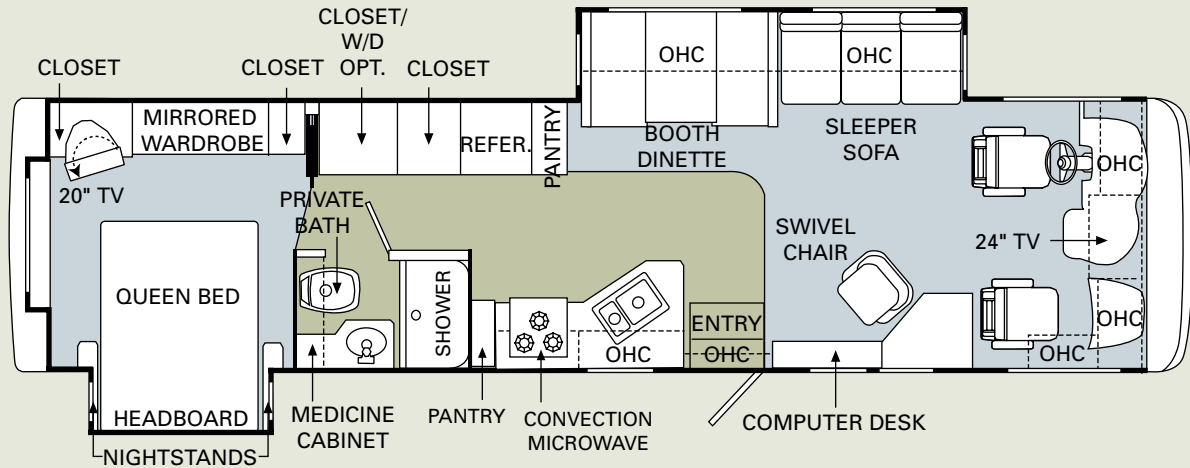 CLOSET/
W/D
OPT.
CLOSET
CLOSET
CLOSET
OHC
OHC
MIRRORED
WARDROBE
REFER.
PANTRY
BOOTH
DINETTE
SLEEPER
SOFA
OHC
20" TV
PRIVATE
BATH
SWIVEL
CHAIR
24" TV
QUEEN BED
SHOWER
ENTRY
OHC
OHC
OHC
OHC
HEADBOARD
MEDICINE
CABINET
PANTRY
CONVECTION
MICROWAVE
COMPUTER DESK
NIGHTSTANDS